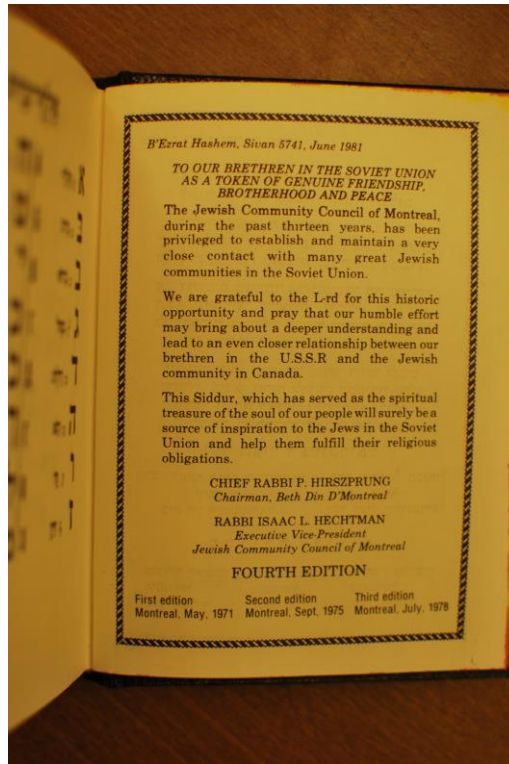 B'Ezrat Hashem, Sivan 5741, June 1981
TO OUR BRETHREN IN THE SOVIET UNION
AS A TOKEN OF GENUINE FRIENDSHIP,
BROTHERHOOD AND PEACE
The Jewish Community Council of Montreal,
during the past thirteen years, has been
privileged to establish and maintain a very
close contact with many great Jewish
communities in the Soviet Union.
We are grateful to the L-rd for this historic
opportunity and pray that our humble effort
may bring about a deeper understanding and
lead to an even closer relationship between our
brethren in the U.S.S.R and the Jewish
community in Canada.
This Siddur, which has served as the spiritual
treasure of the soul of our people will surely be a
source of inspiration to the Jews in the Soviet
Union and help them fulfill their religious
obligations.
CHIEF RABBI P. HIRSZPRUNG
Chairman, Beth Din D'Montreal
RABBI ISAAC L. HECHTMAN
Executive Vice-President
Jewish Community Council of Montreal
FOURTH EDITION
First edition Second edition Third edition
Montreal, May, 1971 Montreal, Sept, 1975 Montreal, July, 1978